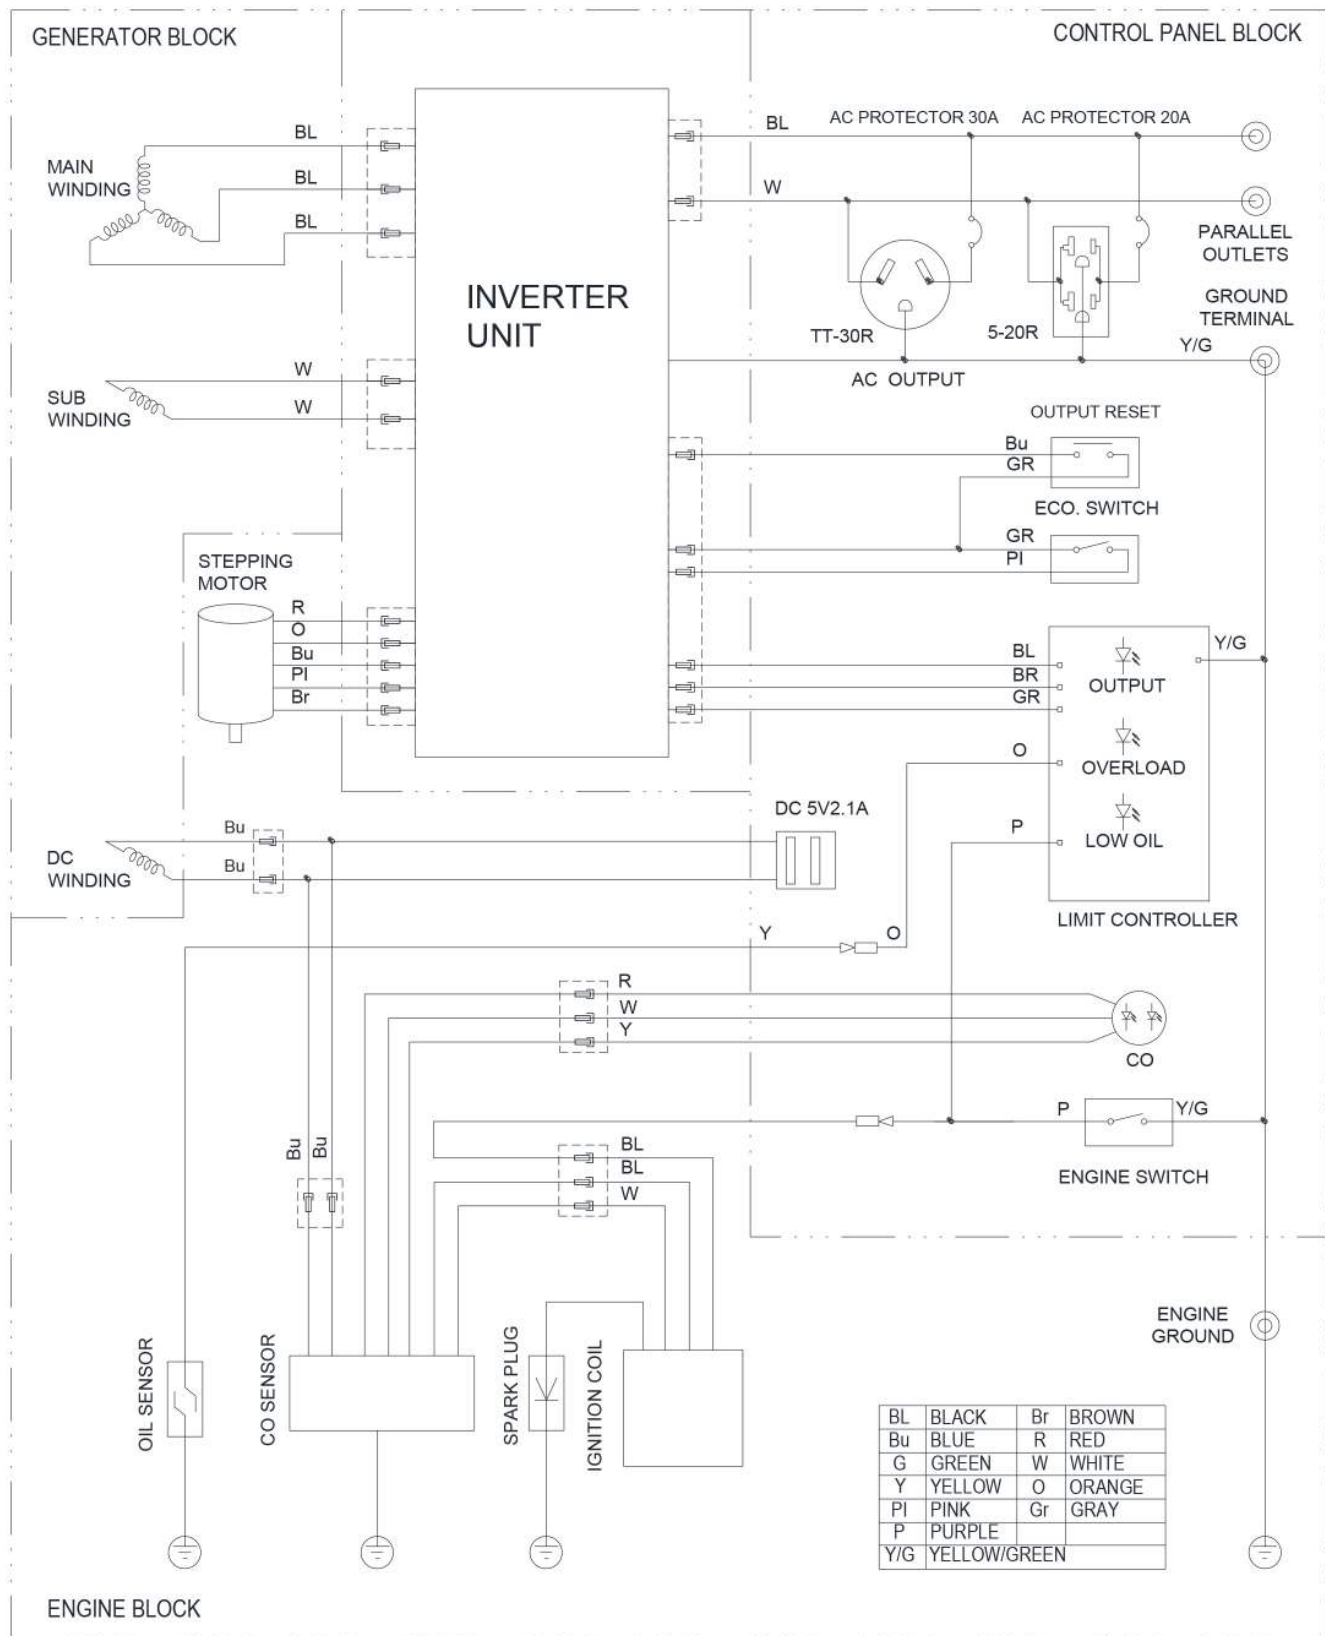 GENERATOR BLOCK
CONTROL PANEL BLOCK
AC PROTECTOR 30A
AC PROTECTOR 20A
BL
BL
MAIN
WINDING
BL
BL
W
PARALLEL
OUTLETS
INVERTER
UNIT
GROUND
TERMINAL
TT-30R
5-20R
Y/G
AC OUTPUT
SUB
WINDING
W
W
OUTPUT RESET
Bu
GR
ECO. SWITCH
GR
PI
STEPPING
MOTOR
R
O
Bu
PI
Br
BL
BR
GR
Y/G
OUTPUT
O
OVERLOAD
P
LOW OIL
LIMIT CONTROLLER
DC 5V2.1A
DC
WINDING
Bu
Bu
Y
O
R
W
Y
CO
P
Y/G
ENGINE SWITCH
Bu
Bu
BL
BL
W
OIL SENSOR
CO SENSOR
SPARK PLUG
IGNITION COIL
ENGINE
GROUND
BL BLACK Br BROWN
Bu BLUE R RED
G GREEN W WHITE
Y YELLOW O ORANGE
PI PINK Gr GRAY
P PURPLE
Y/G YELLOW/GREEN
ENGINE BLOCK